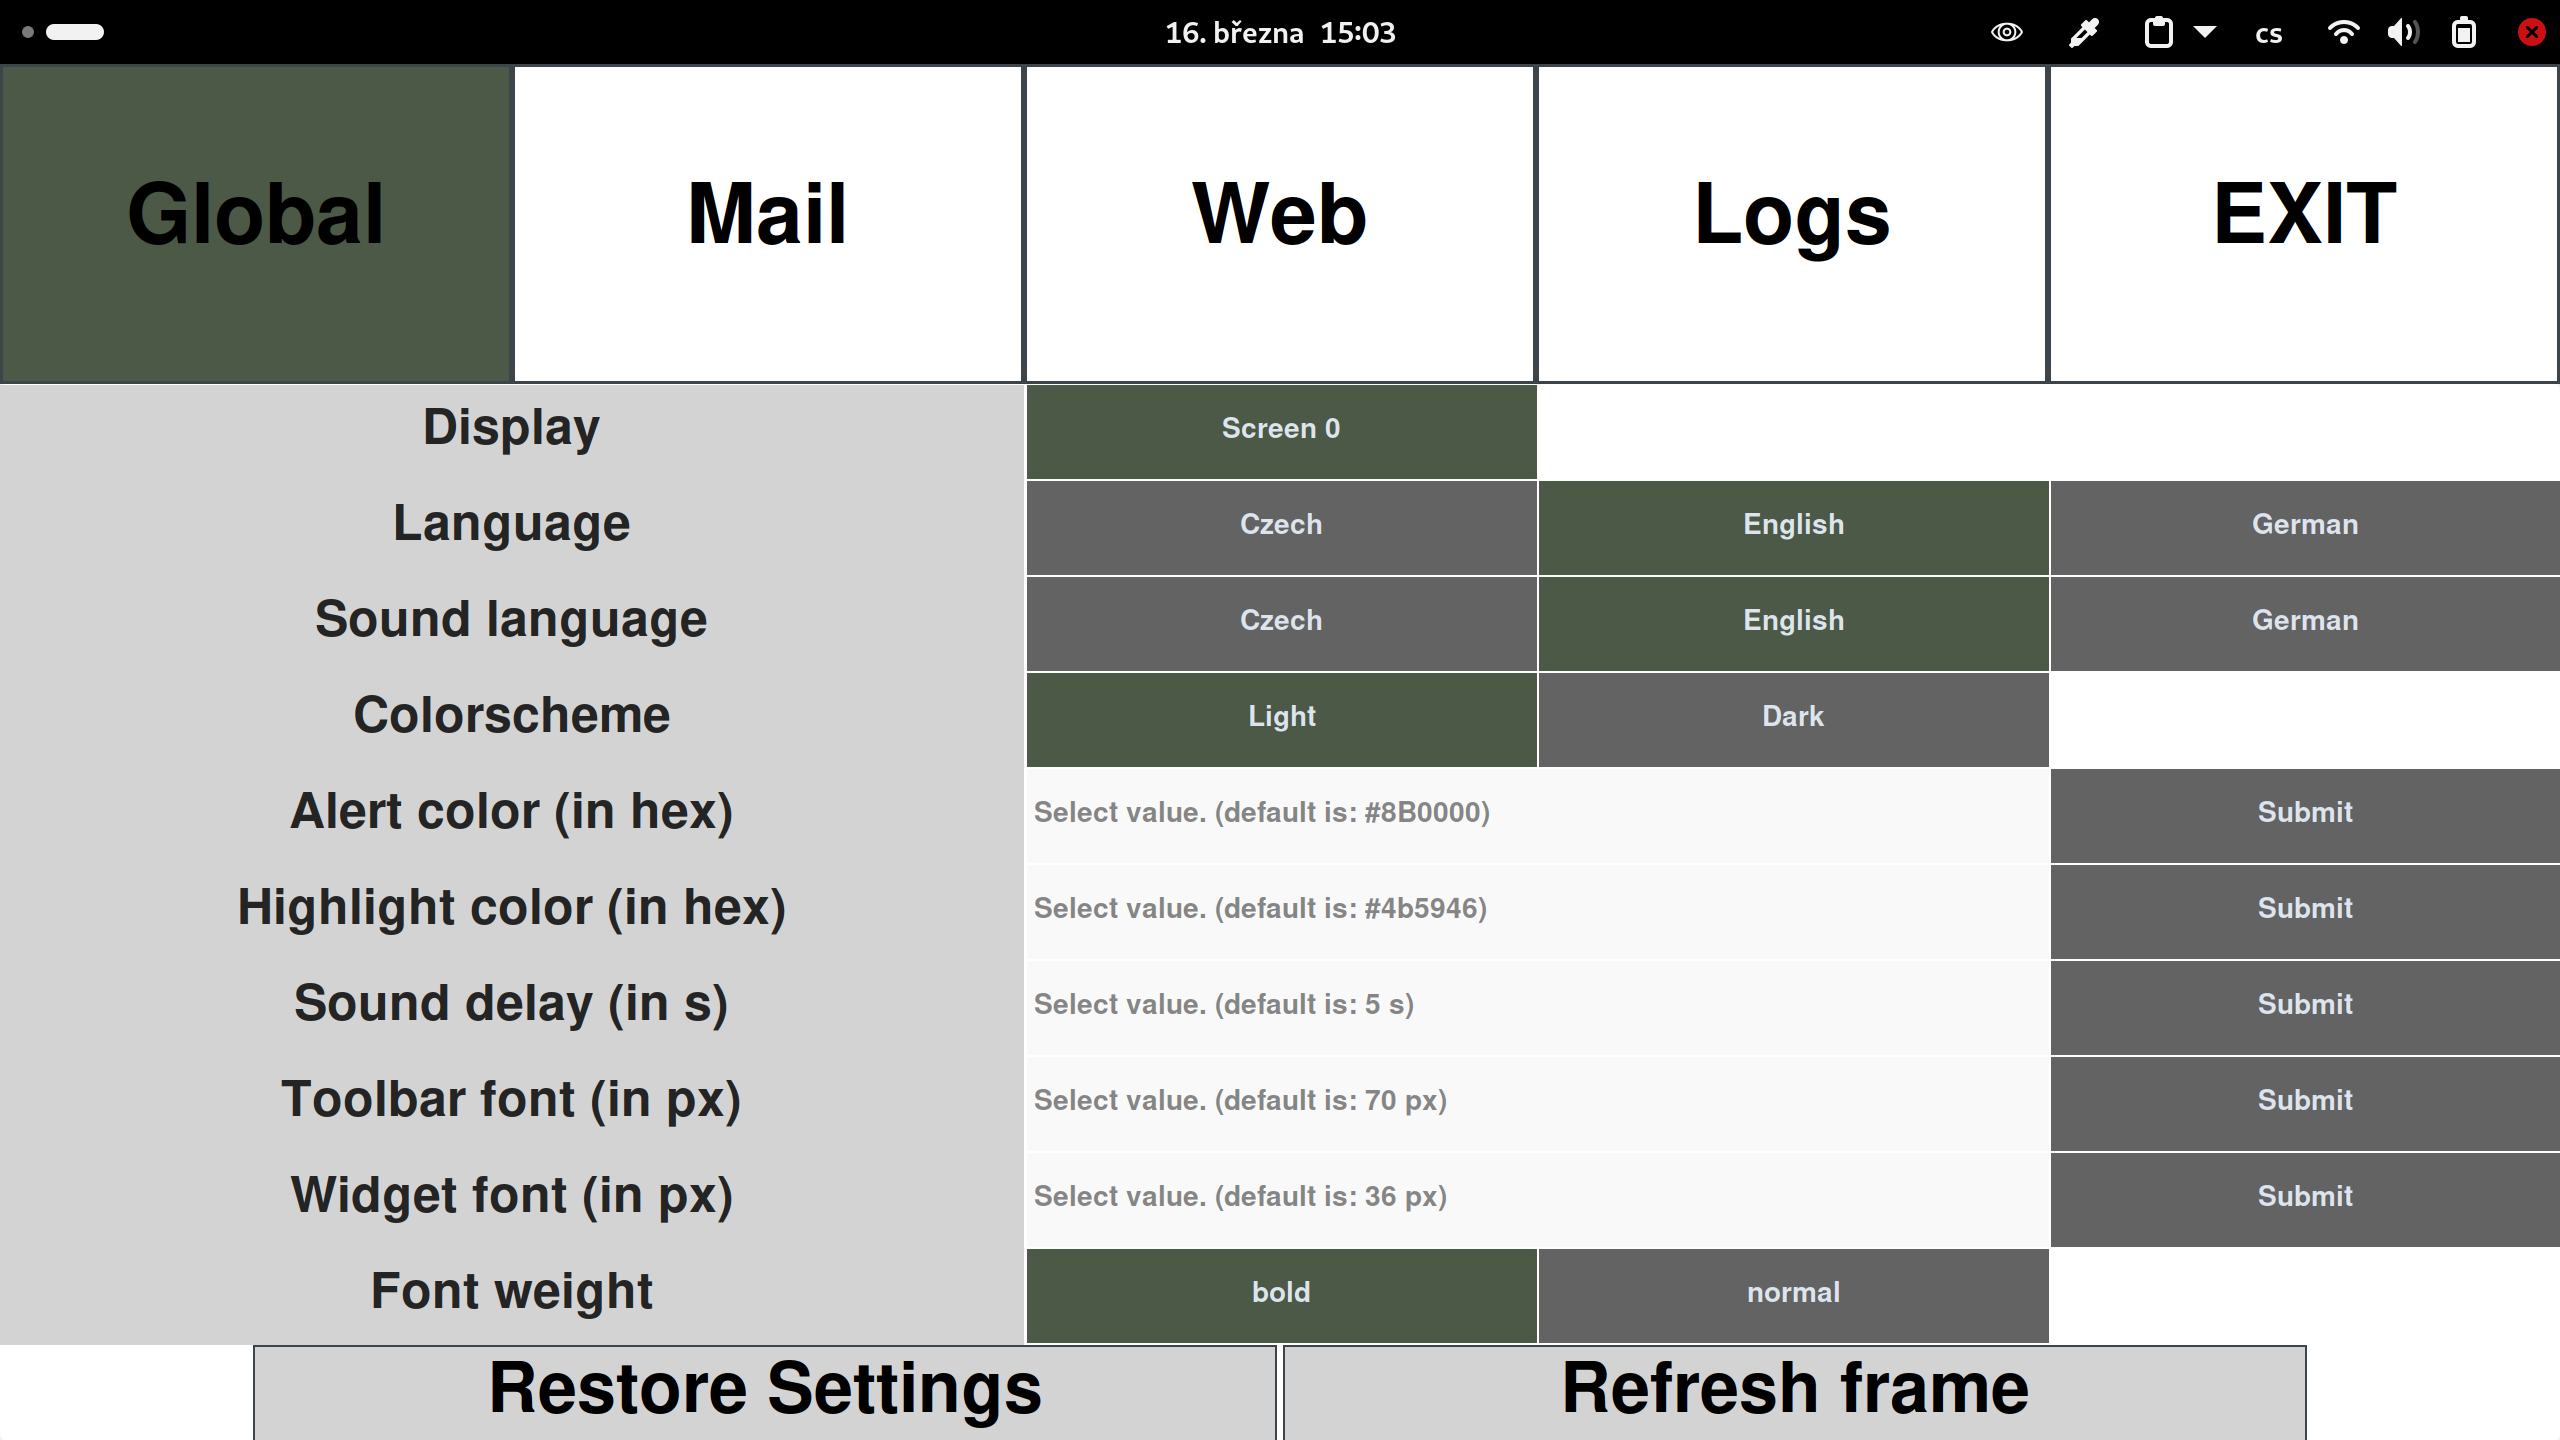 16. března 15:03 cs
Global Mail Web Logs EXIT
Display Screen 0
Language Czech English German
Sound language Czech English German
Colorscheme Light Dark
Alert color (in hex) Select value. (default is: #8B0000) Submit
Highlight color (in hex) Select value. (default is: #4b5946) Submit
Sound delay (in s) Select value. (default is: 5 s) Submit
Toolbar font (in px) Select value. (default is: 70 px) Submit
Widget font (in px) Select value. (default is: 36 px) Submit
Font weight bold normal
Restore Settings Refresh frame